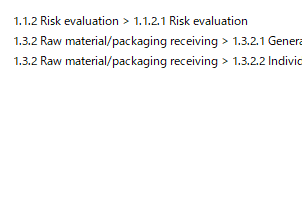 1.1.2 Risk evaluation > 1.1.2.1 Risk evaluation
1.3.2 Raw material/packaging receiving > 1.3.2.1
1.3.2 Raw material/packaging receiving > 1.3.2.2